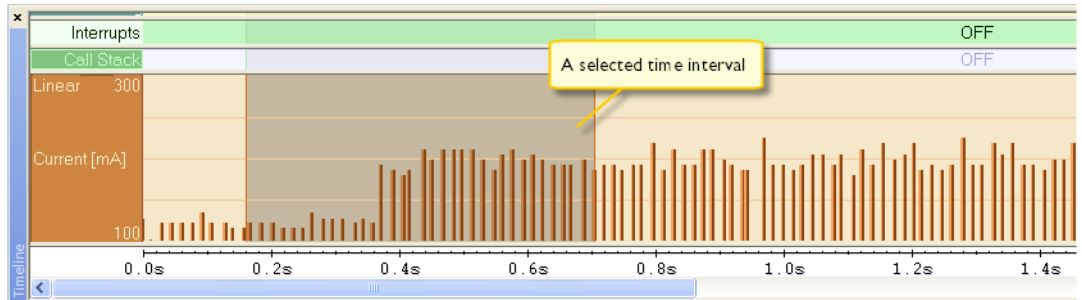 ×
Interrupts OFF
Call Stack OFF
A selected time interval
Linear 300
Current [mA]
100
Timeline
0.0s 0.2s 0.4s 0.6s 0.8s 1.0s 1.2s 1.4s